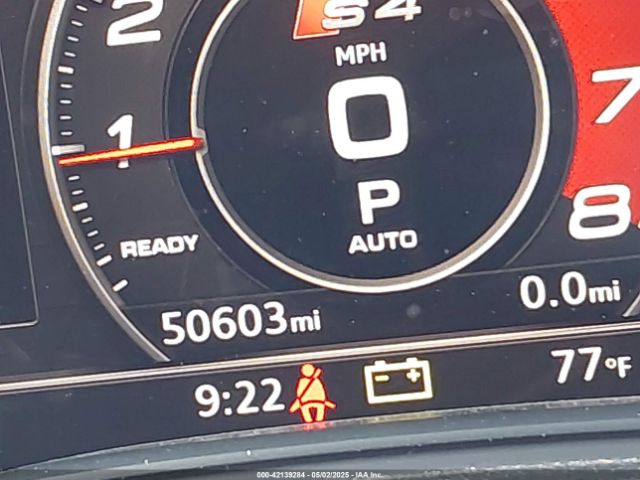 S4
2
MPH
0
7
1
P
8
READY
AUTO
50603mi
0.0mi
9:22
77°F
000-42139284 - 05/02/2025 - IAA Inc.